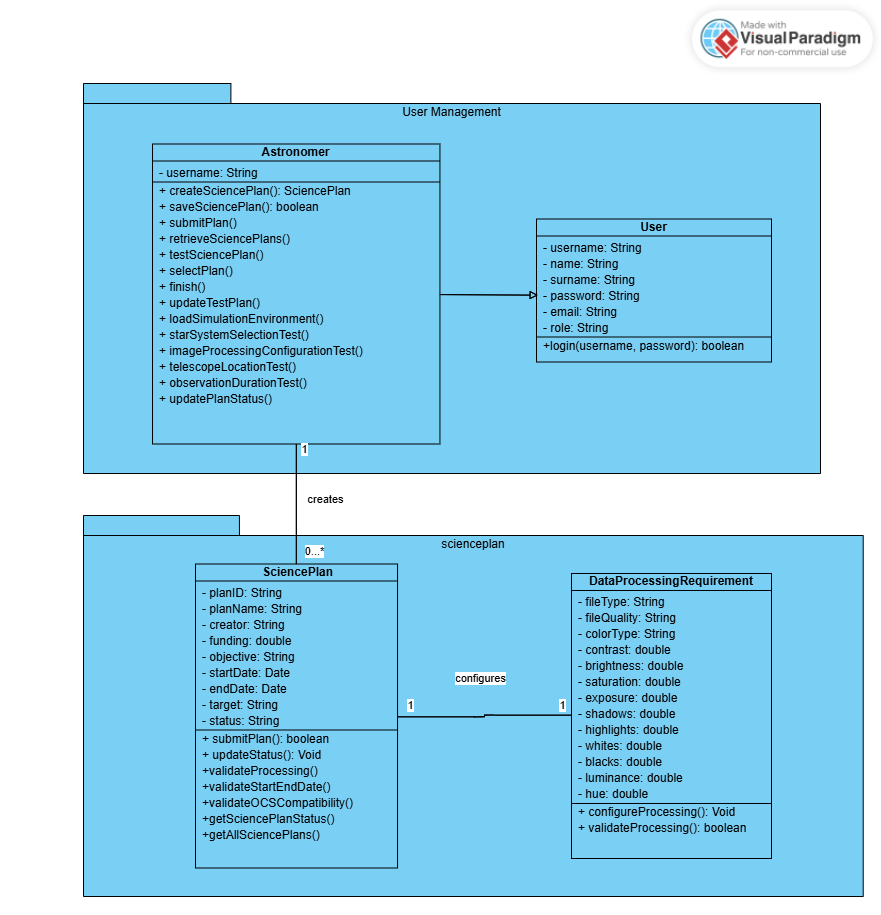 Made with
VisualParadigm
For non-commercial use
User Management
Astronomer
- username: String
+ createSciencePlan(): SciencePlan
+ saveSciencePlan(): boolean
+ submitPlan()
+ retrieveSciencePlans()
+ testSciencePlan()
+ selectPlan()
+ finish()
+ updateTestPlan()
+ loadSimulationEnvironment()
+ starSystemSelectionTest()
+ imageProcessingConfigurationTest()
+ telescopeLocationTest()
+ observationDurationTest()
+ updatePlanStatus()
User
- username: String
- name: String
- surname: String
- password: String
- email: String
- role: String
+login(username, password): boolean
1
creates
0...*
scienceplan
SciencePlan
- planID: String
- planName: String
- creator: String
- funding: double
- objective: String
- startDate: Date
- endDate: Date
- target: String
- status: String
+ submitPlan(): boolean
+ updateStatus(): Void
+validateProcessing()
+validateStartEndDate()
+validateOCSCompatibility()
+getSciencePlanStatus()
+getAllSciencePlans()
configures
1
1
DataProcessingRequirement
- fileType: String
- fileQuality: String
- colorType: String
- contrast: double
- brightness: double
- saturation: double
- exposure: double
- shadows: double
- highlights: double
- whites: double
- blacks: double
- luminance: double
- hue: double
+ configureProcessing(): Void
+ validateProcessing(): boolean